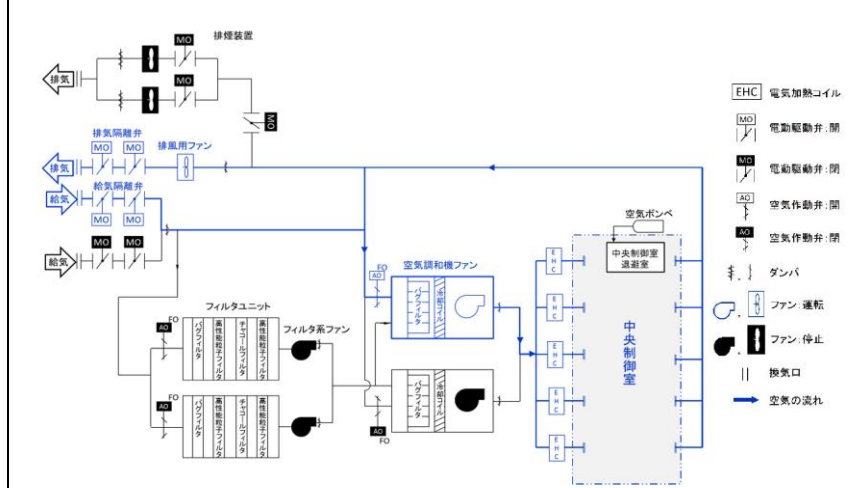 排煙装置
MO
排気
MO
MO
排気隔離弁
MO
MO
排風用ファン
排気
給気隔離弁
給気
MO
MO
MO
MO
給気
空気ボンベ
中央制御室
退避室
FO
AO
空気調和機ファン
バグフィルタ
冷却コイル
EHC
EHC
EHC
EHC
EHC
中央制御室
フィルタユニット
フィルタ系ファン
FO
AO
バグフィルタ
高性能粒子フィルタ
チャコールフィルタ
高性能粒子フィルタ
FO
AO
バグフィルタ
高性能粒子フィルタ
チャコールフィルタ
高性能粒子フィルタ
バグフィルタ
冷却コイル
AO
FO
EHC 電気加熱コイル
MO 電動駆動弁:開
MO 電動駆動弁:閉
AO 空気作動弁:開
AO 空気作動弁:閉
ダンパ
ファン:運転
ファン:停止
換気口
空気の流れ